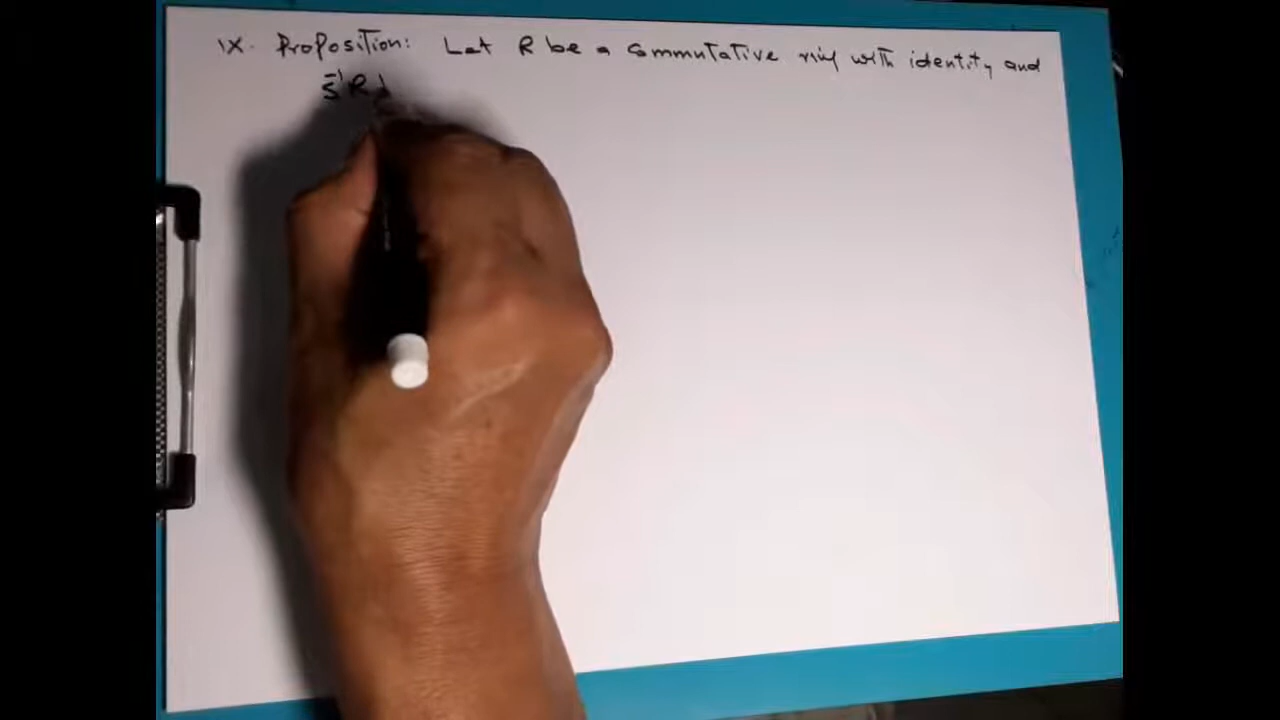 IX. Proposition: Let R be a commutative ring with identity and
S⁻¹R